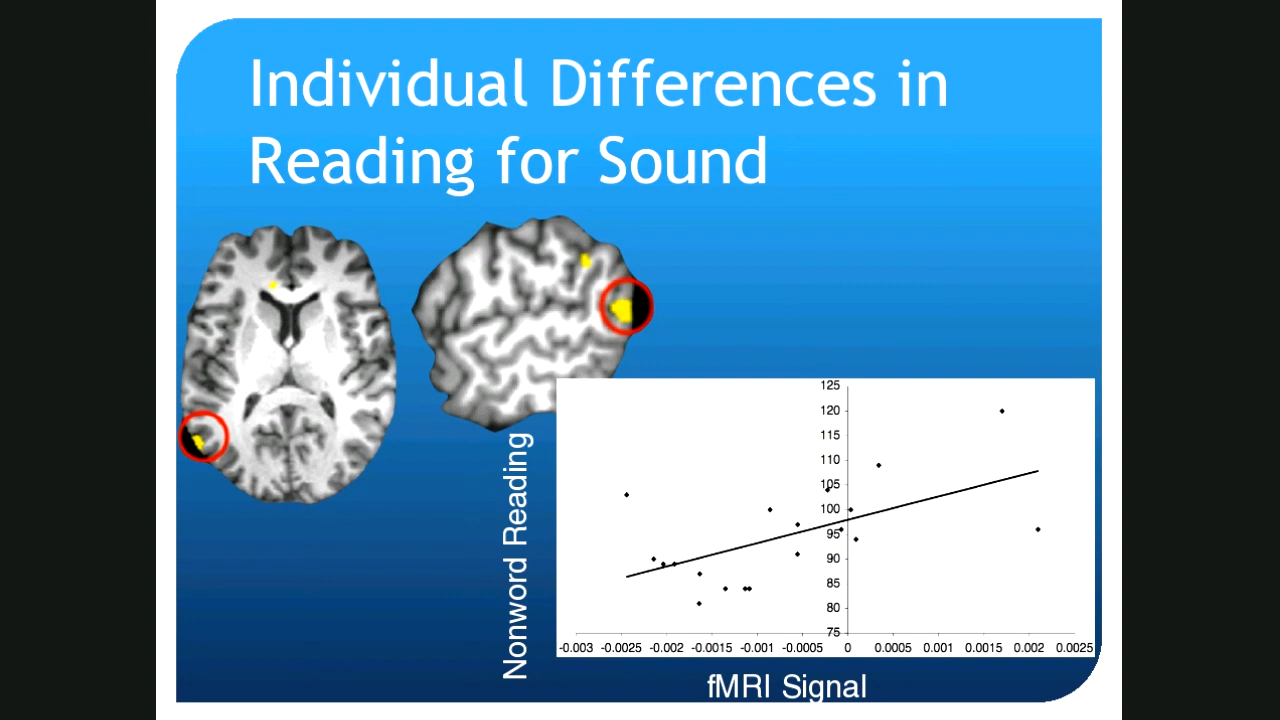 Individual Differences in
Reading for Sound
Nonword Reading
125
120
115
110
105
100
95
90
85
80
75
-0.003 -0.0025 -0.002 -0.0015 -0.001 -0.0005 0 0.0005 0.001 0.0015 0.002 0.0025
fMRI Signal